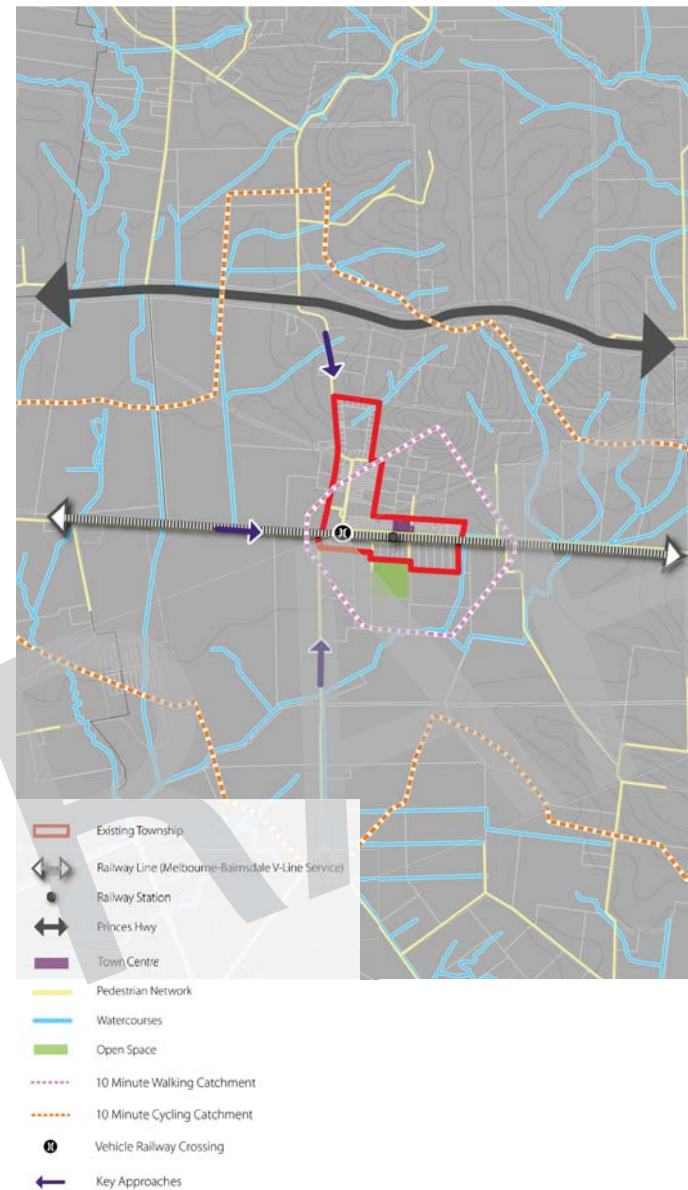 Existing Township
Railway Line (Melbourne-Bairnsdale V-Line Service)
Railway Station
Princes Hwy
Town Centre
Pedestrian Network
Watercourses
Open Space
10 Minute Walking Catchment
10 Minute Cycling Catchment
Vehicle Railway Crossing
Key Approaches